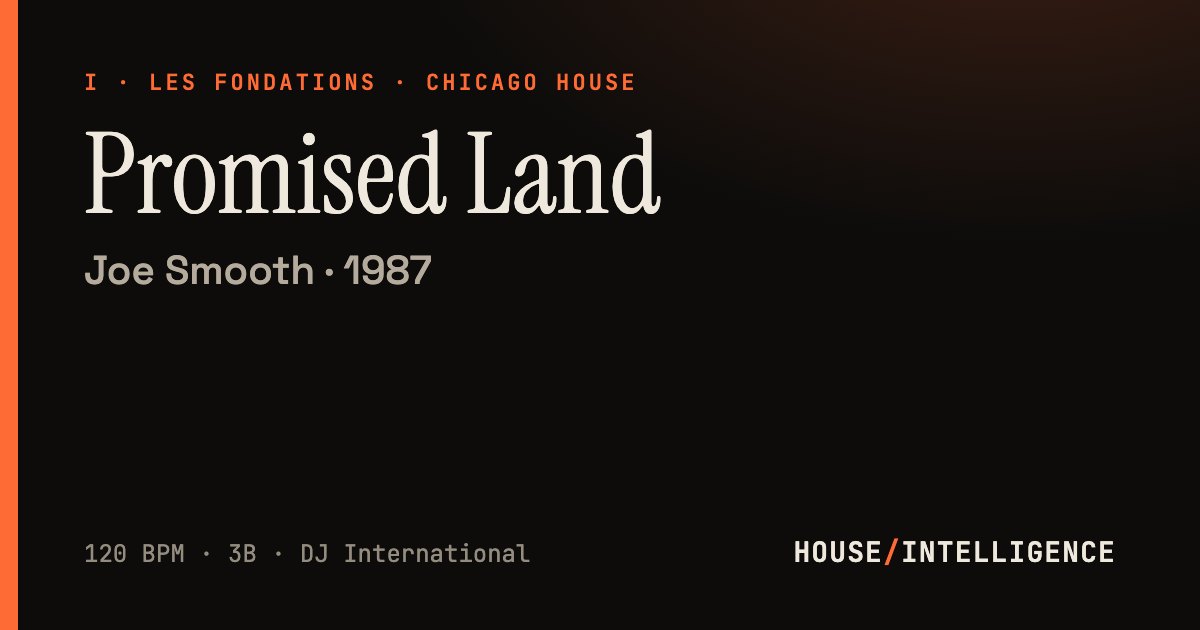 I · LES FONDATIONS · CHICAGO HOUSE
Promised Land
Joe Smooth · 1987
120 BPM · 3B · DJ International
HOUSE/INTELLIGENCE